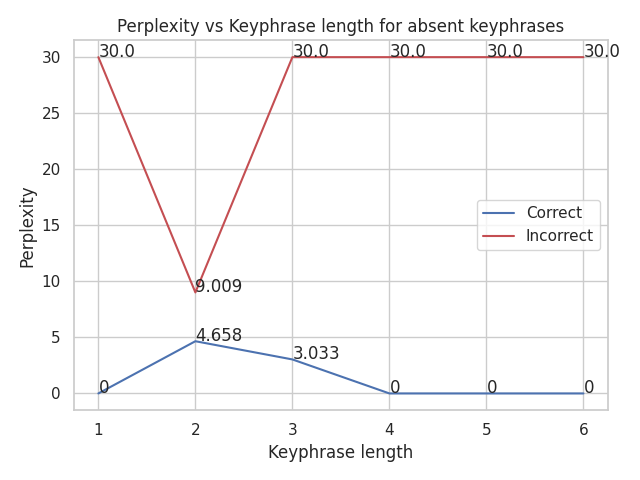 Perplexity vs Keyphrase length for absent keyphrases
30.0 30.0 30.0 30.0 30.0
30
25
20
15
10
5
0
Perplexity
9.009
4.658
3.033
0 0 0 0
Correct
Incorrect
1 2 3 4 5 6
Keyphrase length